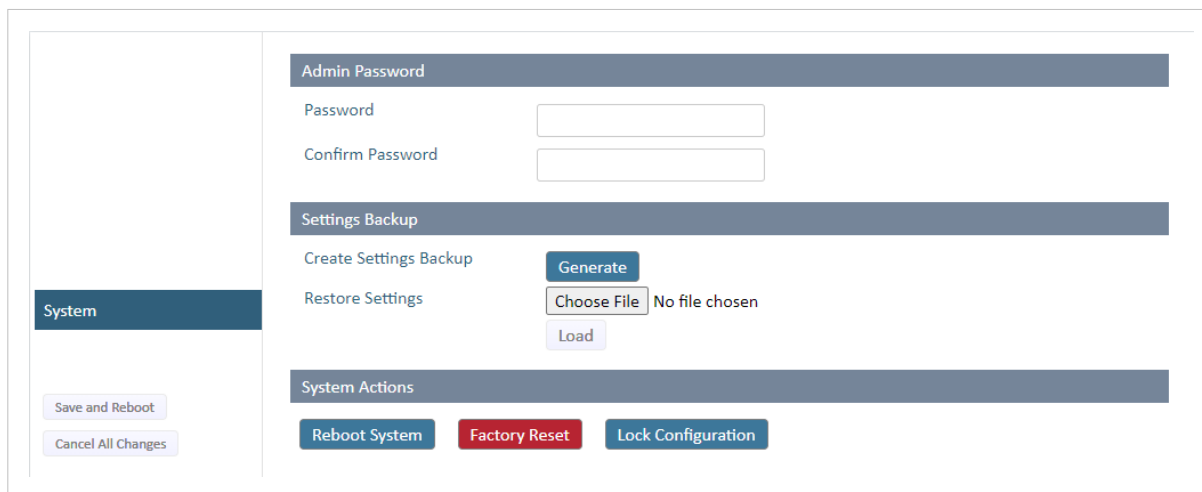 Admin Password
Password
Confirm Password
Settings Backup
Create Settings Backup Generate
Restore Settings Choose File No file chosen
Load
System
System Actions
Save and Reboot
Cancel All Changes
Reboot System Factory Reset Lock Configuration